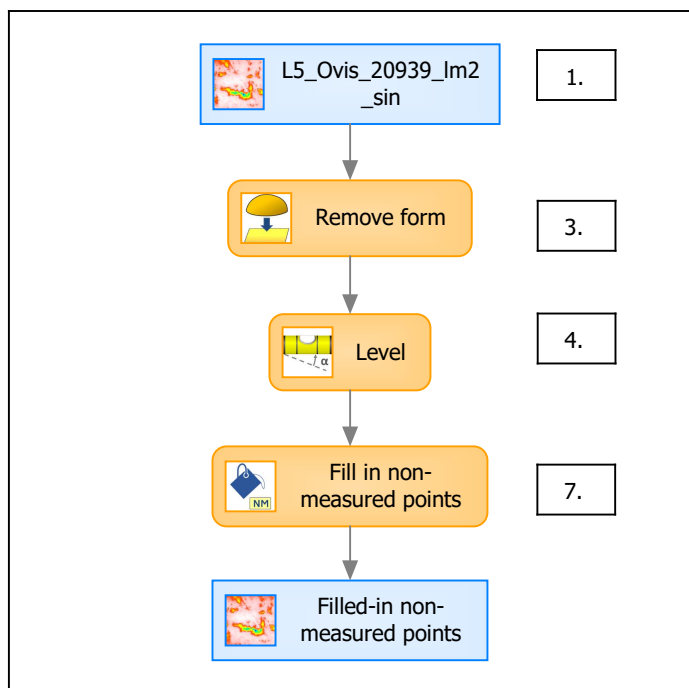 L5_Ovis_20939_lm2
_sin
1.
Remove form
3.
α
Level
4.
Fill in non-
measured points
NM
7.
Filled-in non-
measured points